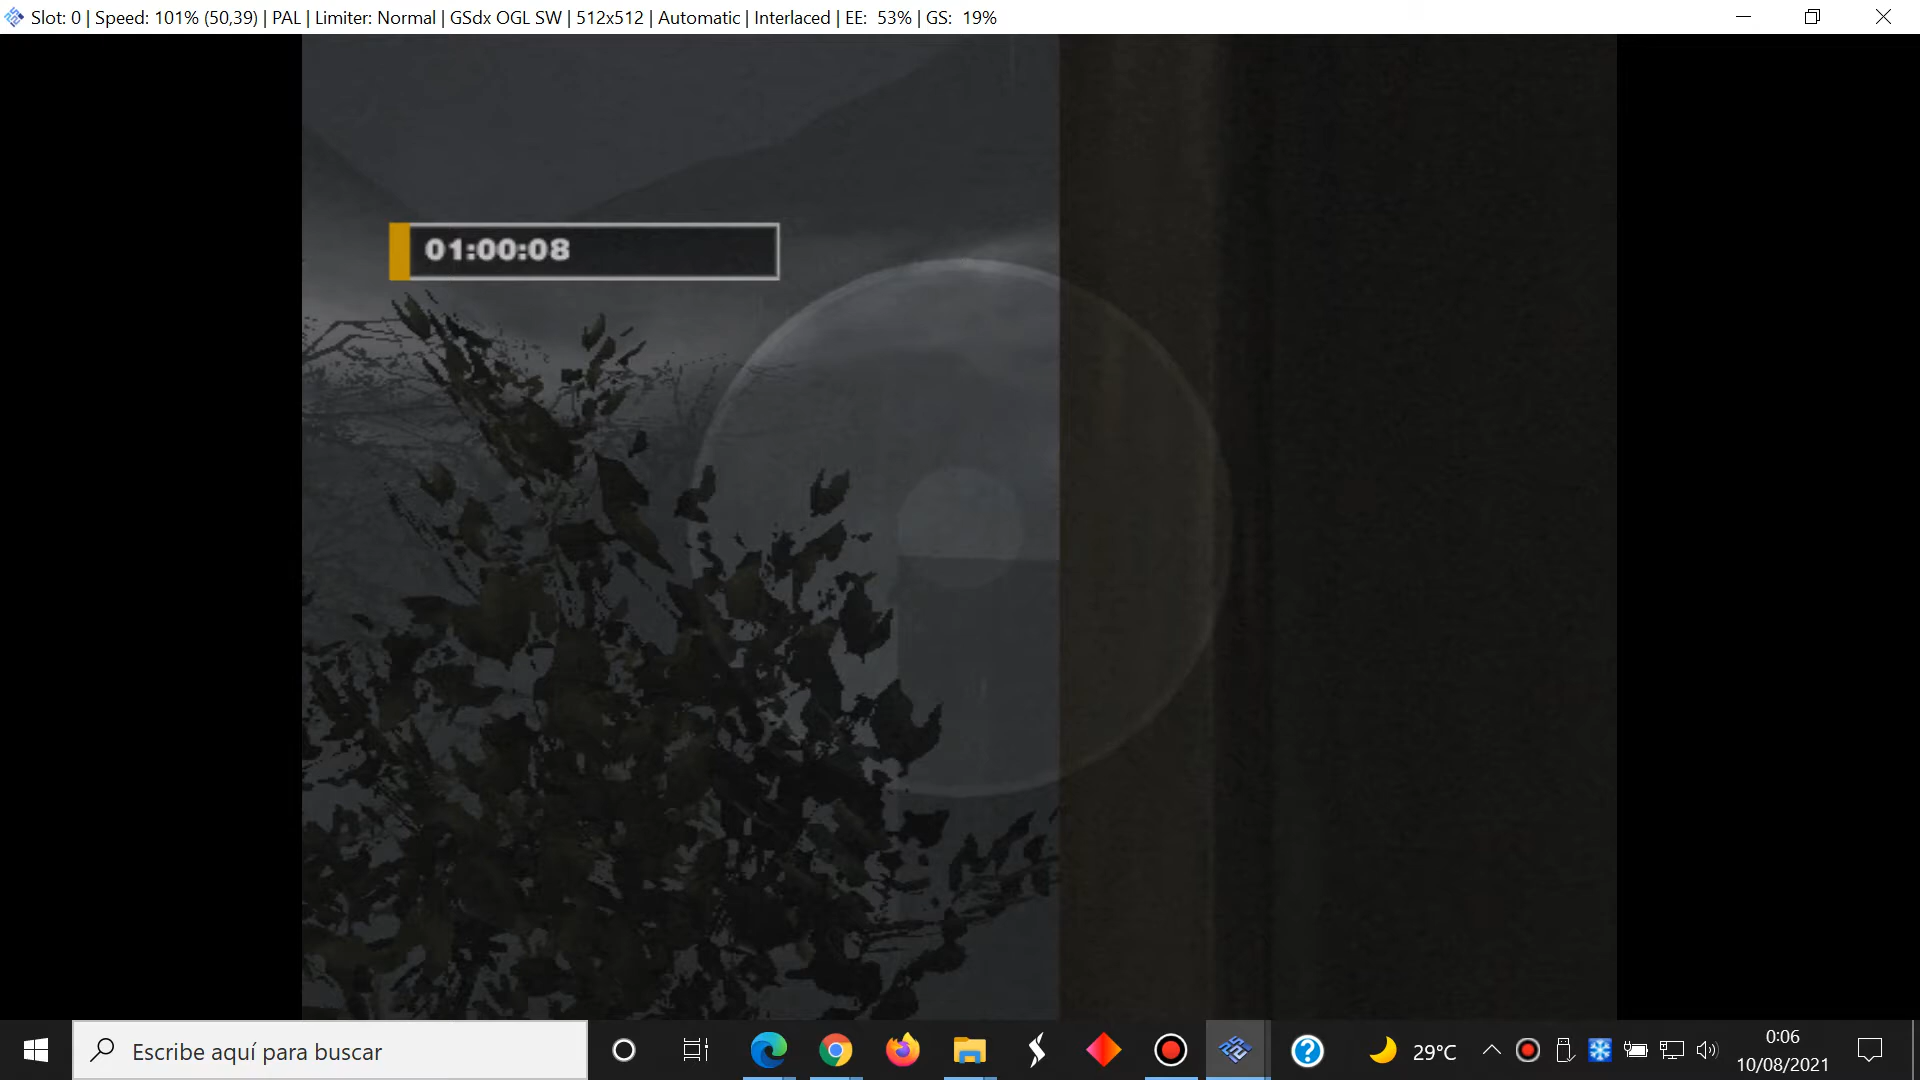 Slot: 0 | Speed: 101% (50,39) | PAL | Limiter: Normal | GSdx OGL SW | 512x512 | Automatic | Interlaced | EE: 53% | GS: 19%
01:00:08
Escribe aquí para buscar
29°C
0:06
10/08/2021